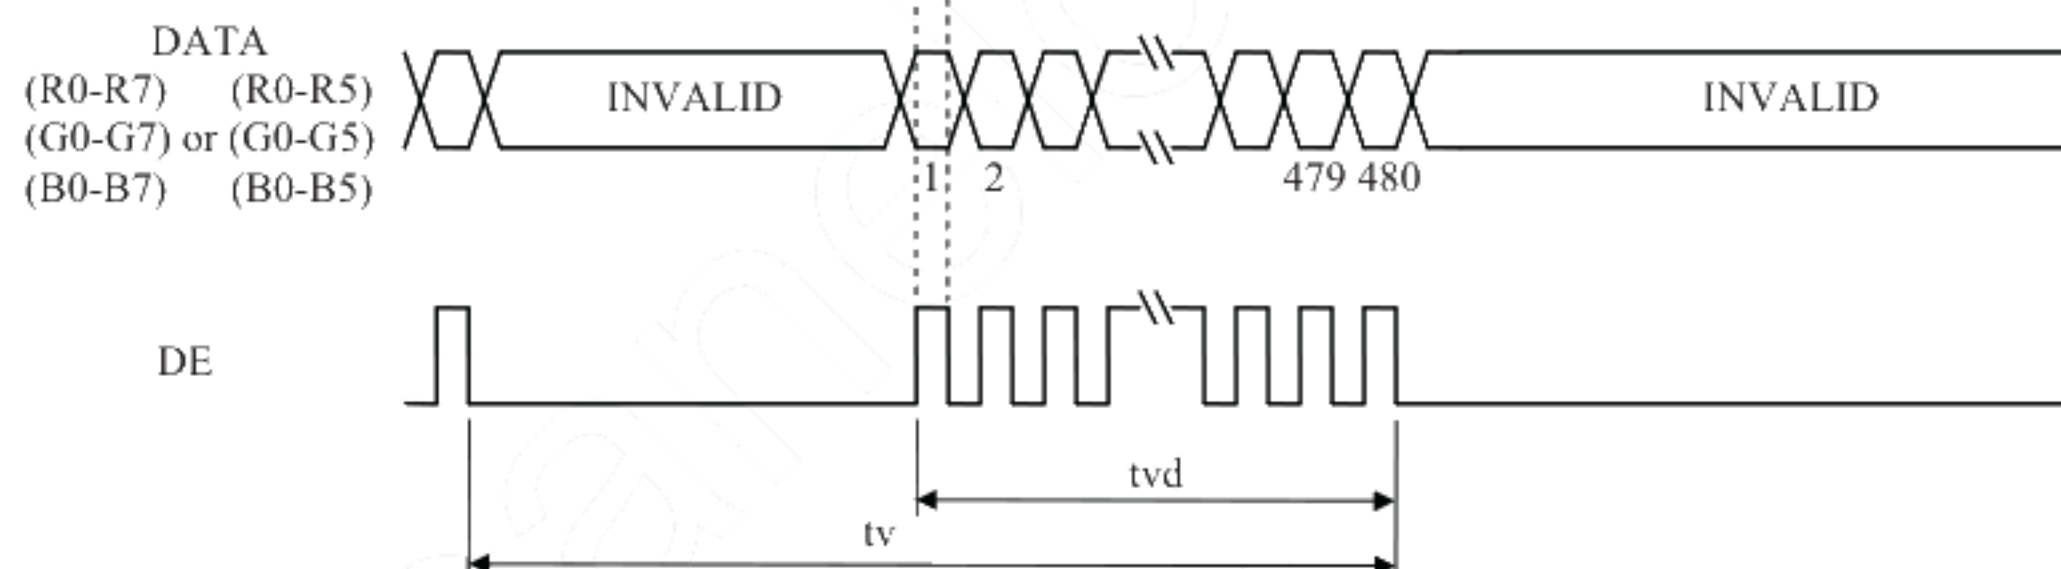 DATA
(R0-R7) (R0-R5)
(G0-G7) or (G0-G5)
(B0-B7) (B0-B5)
INVALID
INVALID
1 2 479 480
DE
tvd
tv